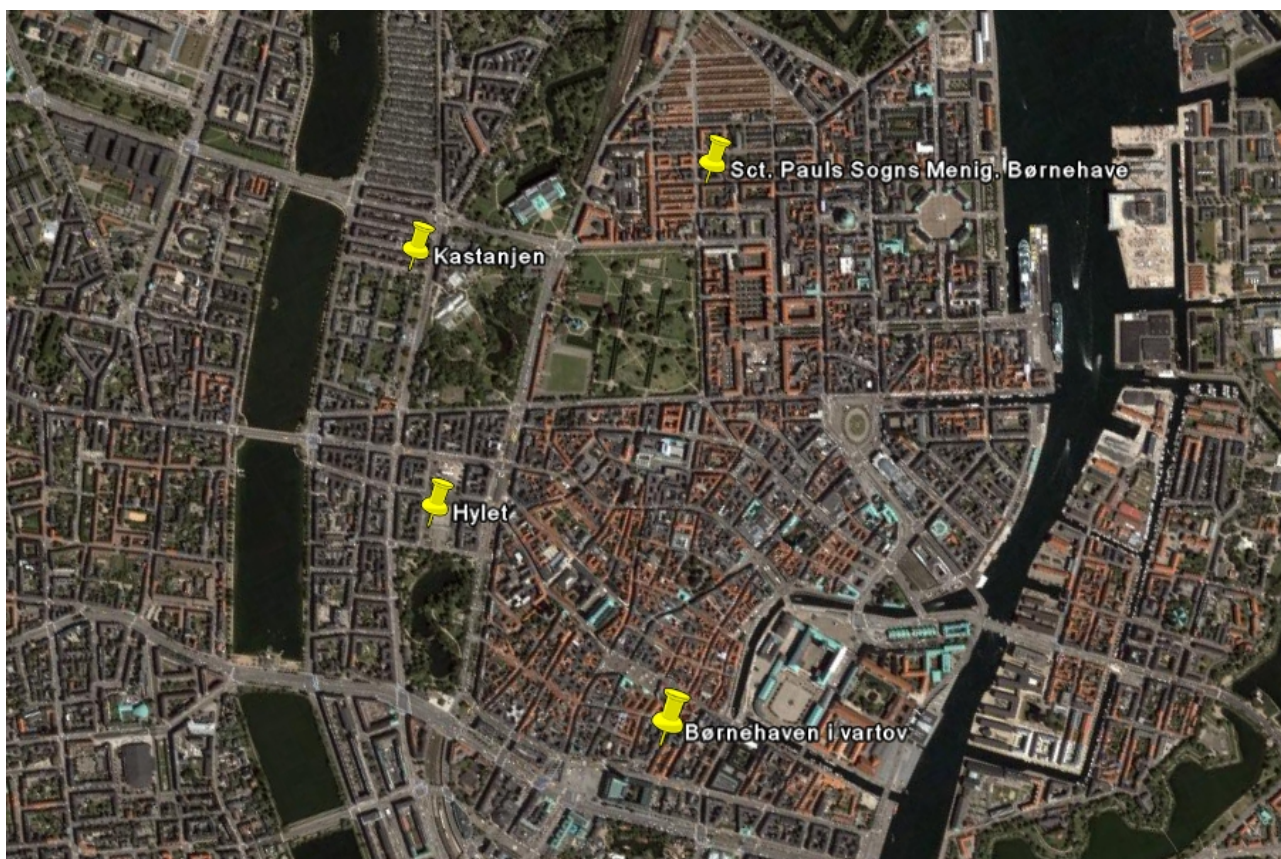 Sct. Pauls Sogns Menig. Børnehave
Kastanjen
Hylet
Børnehaven i vartov